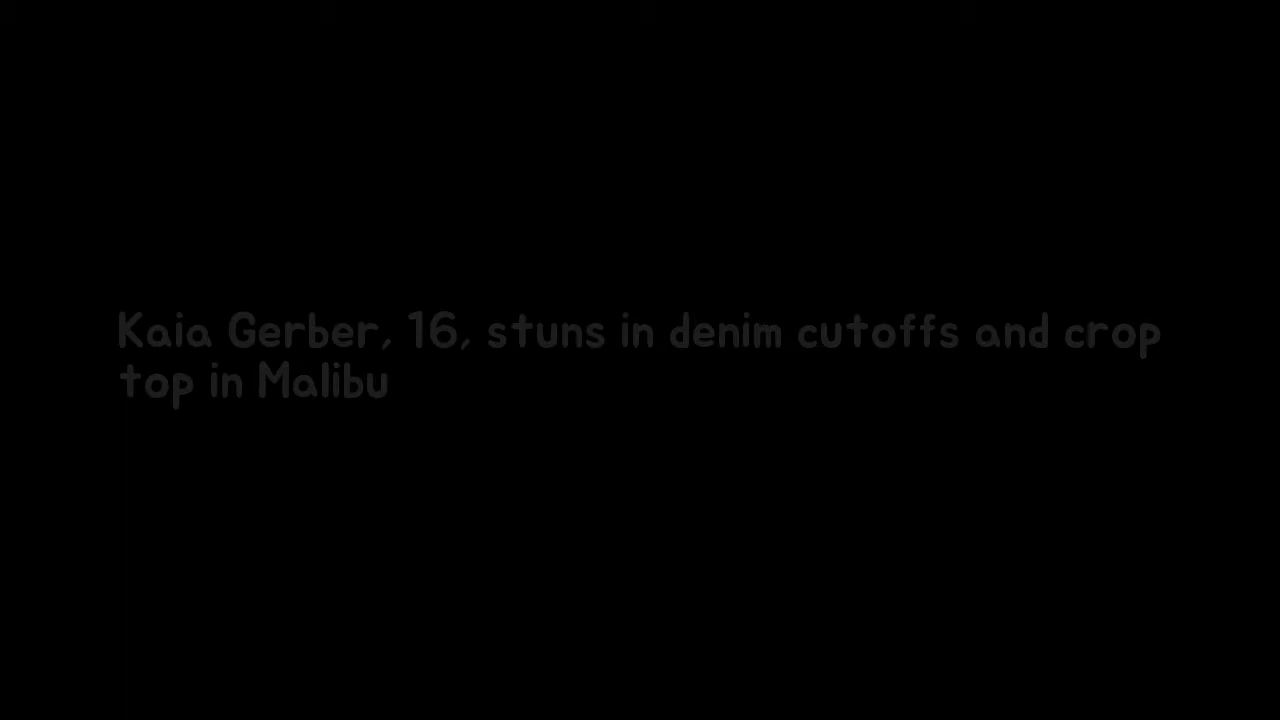 Kaia Gerber, 16, stuns in denim cutoffs and crop
top in Malibu